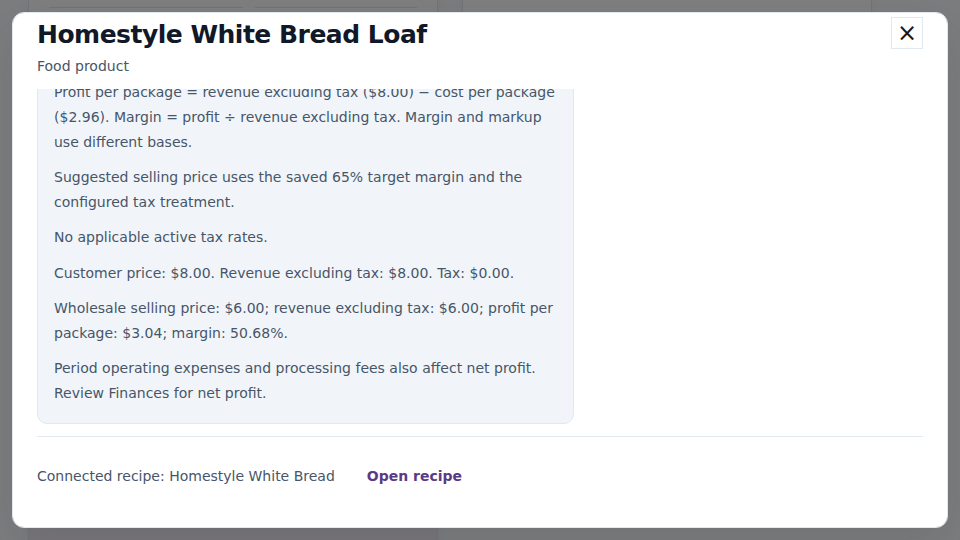 Homestyle White Bread Loaf
Food product
Profit per package = revenue excluding tax ($8.00) − cost per package
($2.96). Margin = profit ÷ revenue excluding tax. Margin and markup
use different bases.
Suggested selling price uses the saved 65% target margin and the
configured tax treatment.
No applicable active tax rates.
Customer price: $8.00. Revenue excluding tax: $8.00. Tax: $0.00.
Wholesale selling price: $6.00; revenue excluding tax: $6.00; profit per
package: $3.04; margin: 50.68%.
Period operating expenses and processing fees also affect net profit.
Review Finances for net profit.
Connected recipe: Homestyle White Bread Open recipe